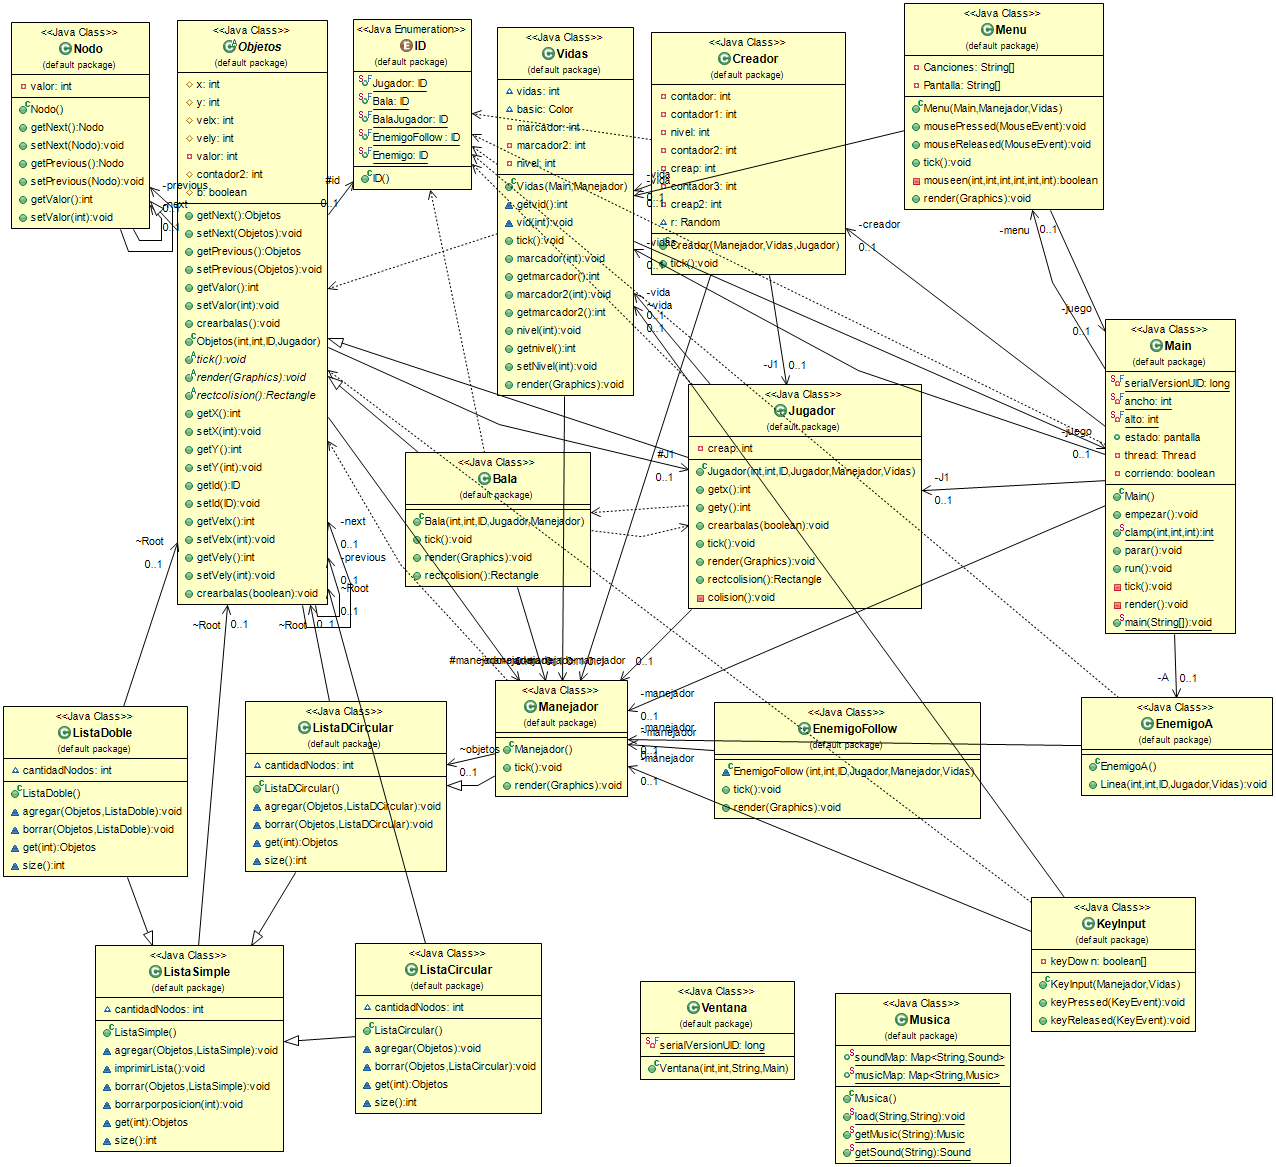 <<Java Class>>
Nodo
(default package)
valor: int
Nodo()
getNext():Nodo
setNext(Nodo):void
getPrevious():Nodo
setPrevious(Nodo):void
getValor():int
setValor(int):void
-previous
0..1
-next
0..1
<<Java Class>>
Objetos
(default package)
x: int
y: int
velx: int
vely: int
valor: int
contador2: int
b: boolean
getNext():Objetos
setNext(Objetos):void
getPrevious():Objetos
setPrevious(Objetos):void
getValor():int
setValor(int):void
crearbalas():void
Objetos(int,int,ID,Jugador)
tick():void
render(Graphics):void
rectcolision():Rectangle
getX():int
setX(int):void
getY():int
setY(int):void
getId():ID
setId(ID):void
getVelx():int
setVelx(int):void
getVely():int
setVely(int):void
crearbalas(boolean):void
#id
0..1
<<Java Enumeration>>
ID
(default package)
Jugador: ID
Bala: ID
BalaJugador: ID
EnemigoFollow: ID
Enemigo: ID
ID()
<<Java Class>>
Vidas
(default package)
vidas: int
basic: Color
marcador: int
marcador2: int
nivel: int
Vidas(Main,Manejador)
getvid():int
vid(int):void
tick():void
marcador(int):void
getmarcador():int
marcador2(int):void
getmarcador2():int
nivel(int):void
getnivel():int
setNivel(int):void
render(Graphics):void
<<Java Class>>
Creador
(default package)
contador: int
contador1: int
nivel: int
contador2: int
creap: int
contador3: int
creap2: int
r: Random
Creador(Manejador,Vidas,Jugador)
tick():void
-vida
-vida
0..1
-vidas
0..1
-vida
0..1
~vida
0..1
<<Java Class>>
Menu
(default package)
Canciones: String[]
Pantalla: String[]
Menu(Main,Manejador,Vidas)
mousePressed(MouseEvent):void
mouseReleased(MouseEvent):void
tick():void
mouseen(int,int,int,int,int,int):boolean
render(Graphics):void
-creador
0..1
-menu
0..1
-juego
0..1
<<Java Class>>
Main
(default package)
serialVersionUID: long
ancho: int
alto: int
estado: pantalla
thread: Thread
corriendo: boolean
Main()
empezar():void
clamp(int,int,int):int
parar():void
run():void
tick():void
render():void
main(String[]):void
-juego
0..1
-J1
0..1
<<Java Class>>
Jugador
(default package)
creap: int
Jugador(int,int,ID,Jugador,Manejador,Vidas)
getx():int
gety():int
crearbalas(boolean):void
tick():void
render(Graphics):void
rectcolision():Rectangle
colision():void
#J1
0..1
-J1
0..1
<<Java Class>>
Bala
(default package)
Bala(int,int,ID,Jugador,Manejador)
tick():void
render(Graphics):void
rectcolision():Rectangle
-next
0..1
-previous
0..1
~Root
0..1
~Root
0..1
~Root
0..1
~Root
0..1
#manejador
manejador
0..1
<<Java Class>>
Manejador
(default package)
Manejador()
tick():void
render(Graphics):void
-manejador
0..1
-manejador
~manejador
0..1
-manejador
0..1
~objetos
0..1
-A
0..1
<<Java Class>>
EnemigoA
(default package)
EnemigoA()
Linea(int,int,ID,Jugador,Vidas):void
<<Java Class>>
EnemigoFollow
(default package)
EnemigoFollow(int,int,ID,Jugador,Manejador,Vidas)
tick():void
render(Graphics):void
<<Java Class>>
ListaDoble
(default package)
cantidadNodos: int
ListaDoble()
agregar(Objetos,ListaDoble):void
borrar(Objetos,ListaDoble):void
get(int):Objetos
size():int
<<Java Class>>
ListaDCircular
(default package)
cantidadNodos: int
ListaDCircular()
agregar(Objetos,ListaDCircular):void
borrar(Objetos,ListaDCircular):void
get(int):Objetos
size():int
<<Java Class>>
ListaSimple
(default package)
cantidadNodos: int
ListaSimple()
agregar(Objetos,ListaSimple):void
imprimirLista():void
borrar(Objetos,ListaSimple):void
borrarporposicion(int):void
get(int):Objetos
size():int
<<Java Class>>
ListaCircular
(default package)
cantidadNodos: int
ListaCircular()
agregar(Objetos):void
borrar(Objetos,ListaCircular):void
get(int):Objetos
size():int
<<Java Class>>
Ventana
(default package)
serialVersionUID: long
Ventana(int,int,String,Main)
<<Java Class>>
Musica
(default package)
soundMap: Map<String,Sound>
musicMap: Map<String,Music>
Musica()
load(String,String):void
getMusic(String):Music
getSound(String):Sound
<<Java Class>>
KeyInput
(default package)
keyDown: boolean[]
KeyInput(Manejador,Vidas)
keyPressed(KeyEvent):void
keyReleased(KeyEvent):void